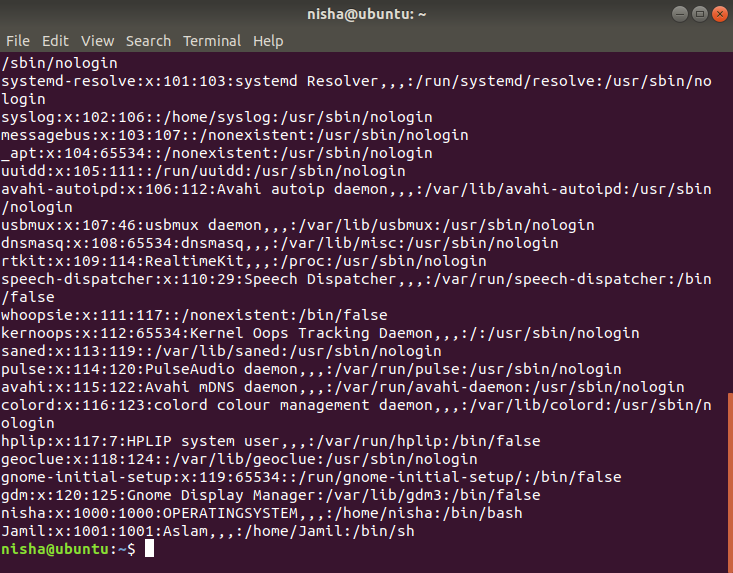 nisha@ubuntu: ~
File Edit View Search Terminal Help
/sbin/nologin
systemd-resolve:x:101:103:systemd Resolver,,,:/run/systemd/resolve:/usr/sbin/no
login
syslog:x:102:106::/home/syslog:/usr/sbin/nologin
messagebus:x:103:107::/nonexistent:/usr/sbin/nologin
_apt:x:104:65534::/nonexistent:/usr/sbin/nologin
uuidd:x:105:111::/run/uuidd:/usr/sbin/nologin
avahi-autoipd:x:106:112:Avahi autoip daemon,,,:/var/lib/avahi-autoipd:/usr/sbin
/nologin
usbmux:x:107:46:usbmux daemon,,,:/var/lib/usbmux:/usr/sbin/nologin
dnsmasq:x:108:65534:dnsmasq,,,:/var/lib/misc:/usr/sbin/nologin
rtkit:x:109:114:RealtimeKit,,,:/proc:/usr/sbin/nologin
speech-dispatcher:x:110:29:Speech Dispatcher,,,:/var/run/speech-dispatcher:/bin
/false
whoopsie:x:111:117::/nonexistent:/bin/false
kernoops:x:112:65534:Kernel Oops Tracking Daemon,,,:/:/usr/sbin/nologin
saned:x:113:119::/var/lib/saned:/usr/sbin/nologin
pulse:x:114:120:PulseAudio daemon,,,:/var/run/pulse:/usr/sbin/nologin
avahi:x:115:122:Avahi mDNS daemon,,,:/var/run/avahi-daemon:/usr/sbin/nologin
colord:x:116:123:colord colour management daemon,,,:/var/lib/colord:/usr/sbin/n
ologin
hplip:x:117:7:HPLIP system user,,,:/var/run/hplip:/bin/false
geoclue:x:118:124::/var/lib/geoclue:/usr/sbin/nologin
gnome-initial-setup:x:119:65534::/run/gnome-initial-setup/:/bin/false
gdm:x:120:125:Gnome Display Manager:/var/lib/gdm3:/bin/false
nisha:x:1000:1000:OPERATINGSYSTEM,,,:/home/nisha:/bin/bash
Jamil:x:1001:1001:Aslam,,,:/home/Jamil:/bin/sh
nisha@ubuntu:~$